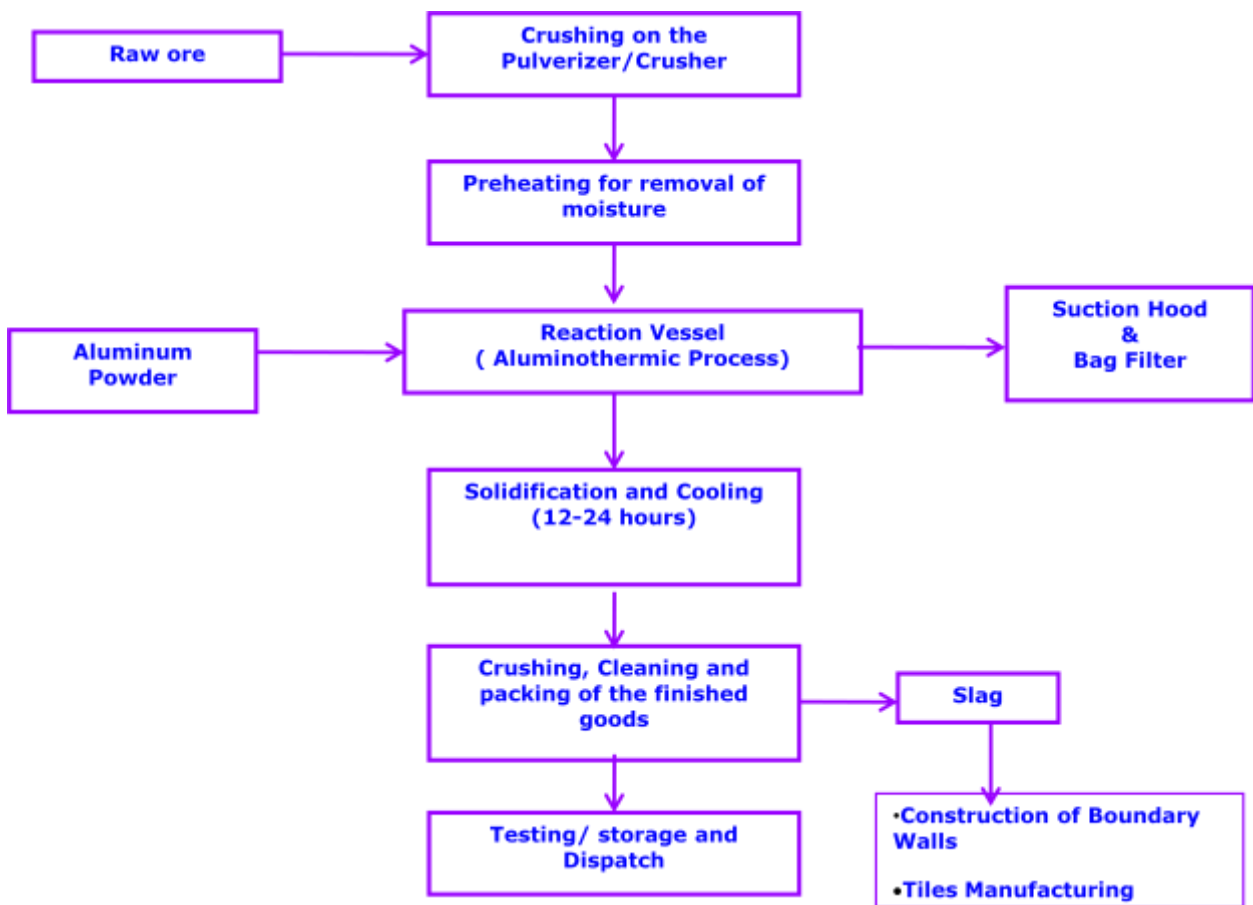 Raw ore
Crushing on the
Pulverizer/Crusher
Preheating for removal of
moisture
Aluminum
Powder
Reaction Vessel
( Aluminothermic Process)
Suction Hood
&
Bag Filter
Solidification and Cooling
(12-24 hours)
Crushing, Cleaning and
packing of the finished
goods
Slag
Testing/ storage and
Dispatch
•Construction of Boundary
Walls
•Tiles Manufacturing